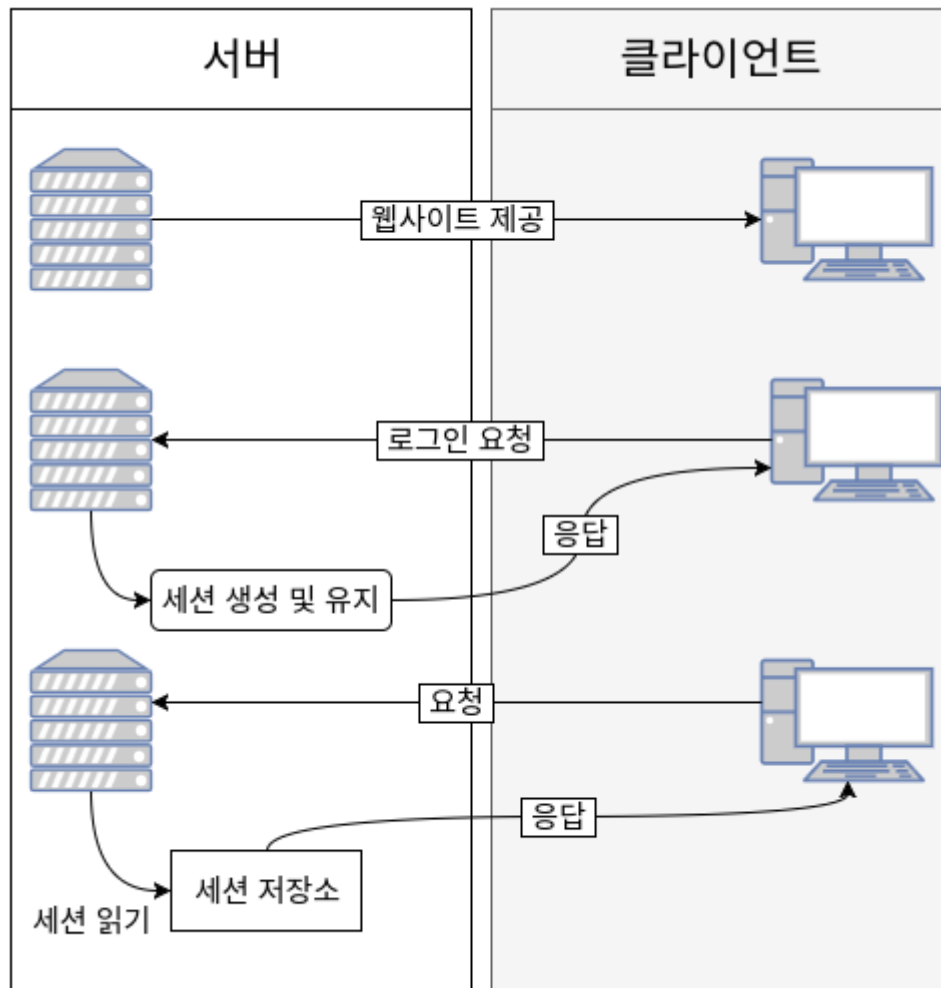 서버
클라이언트
웹사이트 제공
로그인 요청
응답
세션 생성 및 유지
요청
응답
세션 저장소
세션 읽기